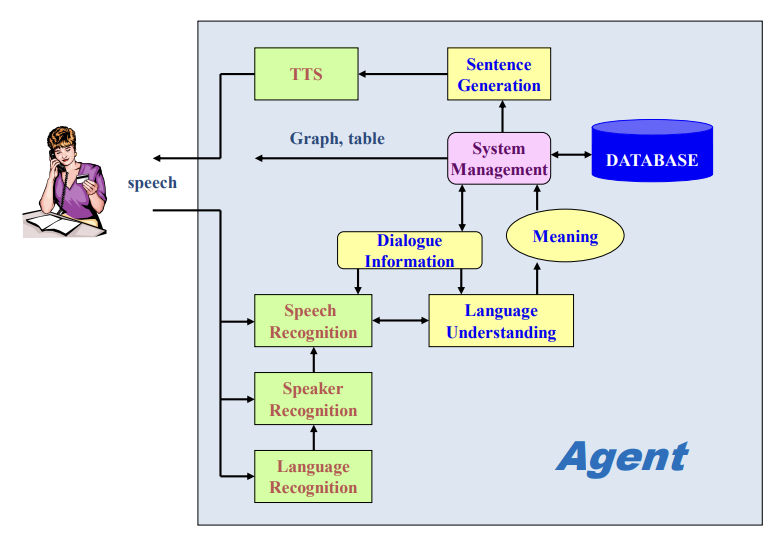 TTS
Sentence
Generation
Graph, table
System
Management
DATABASE
speech
Dialogue
Information
Meaning
Speech
Recognition
Language
Understanding
Speaker
Recognition
Language
Recognition
Agent